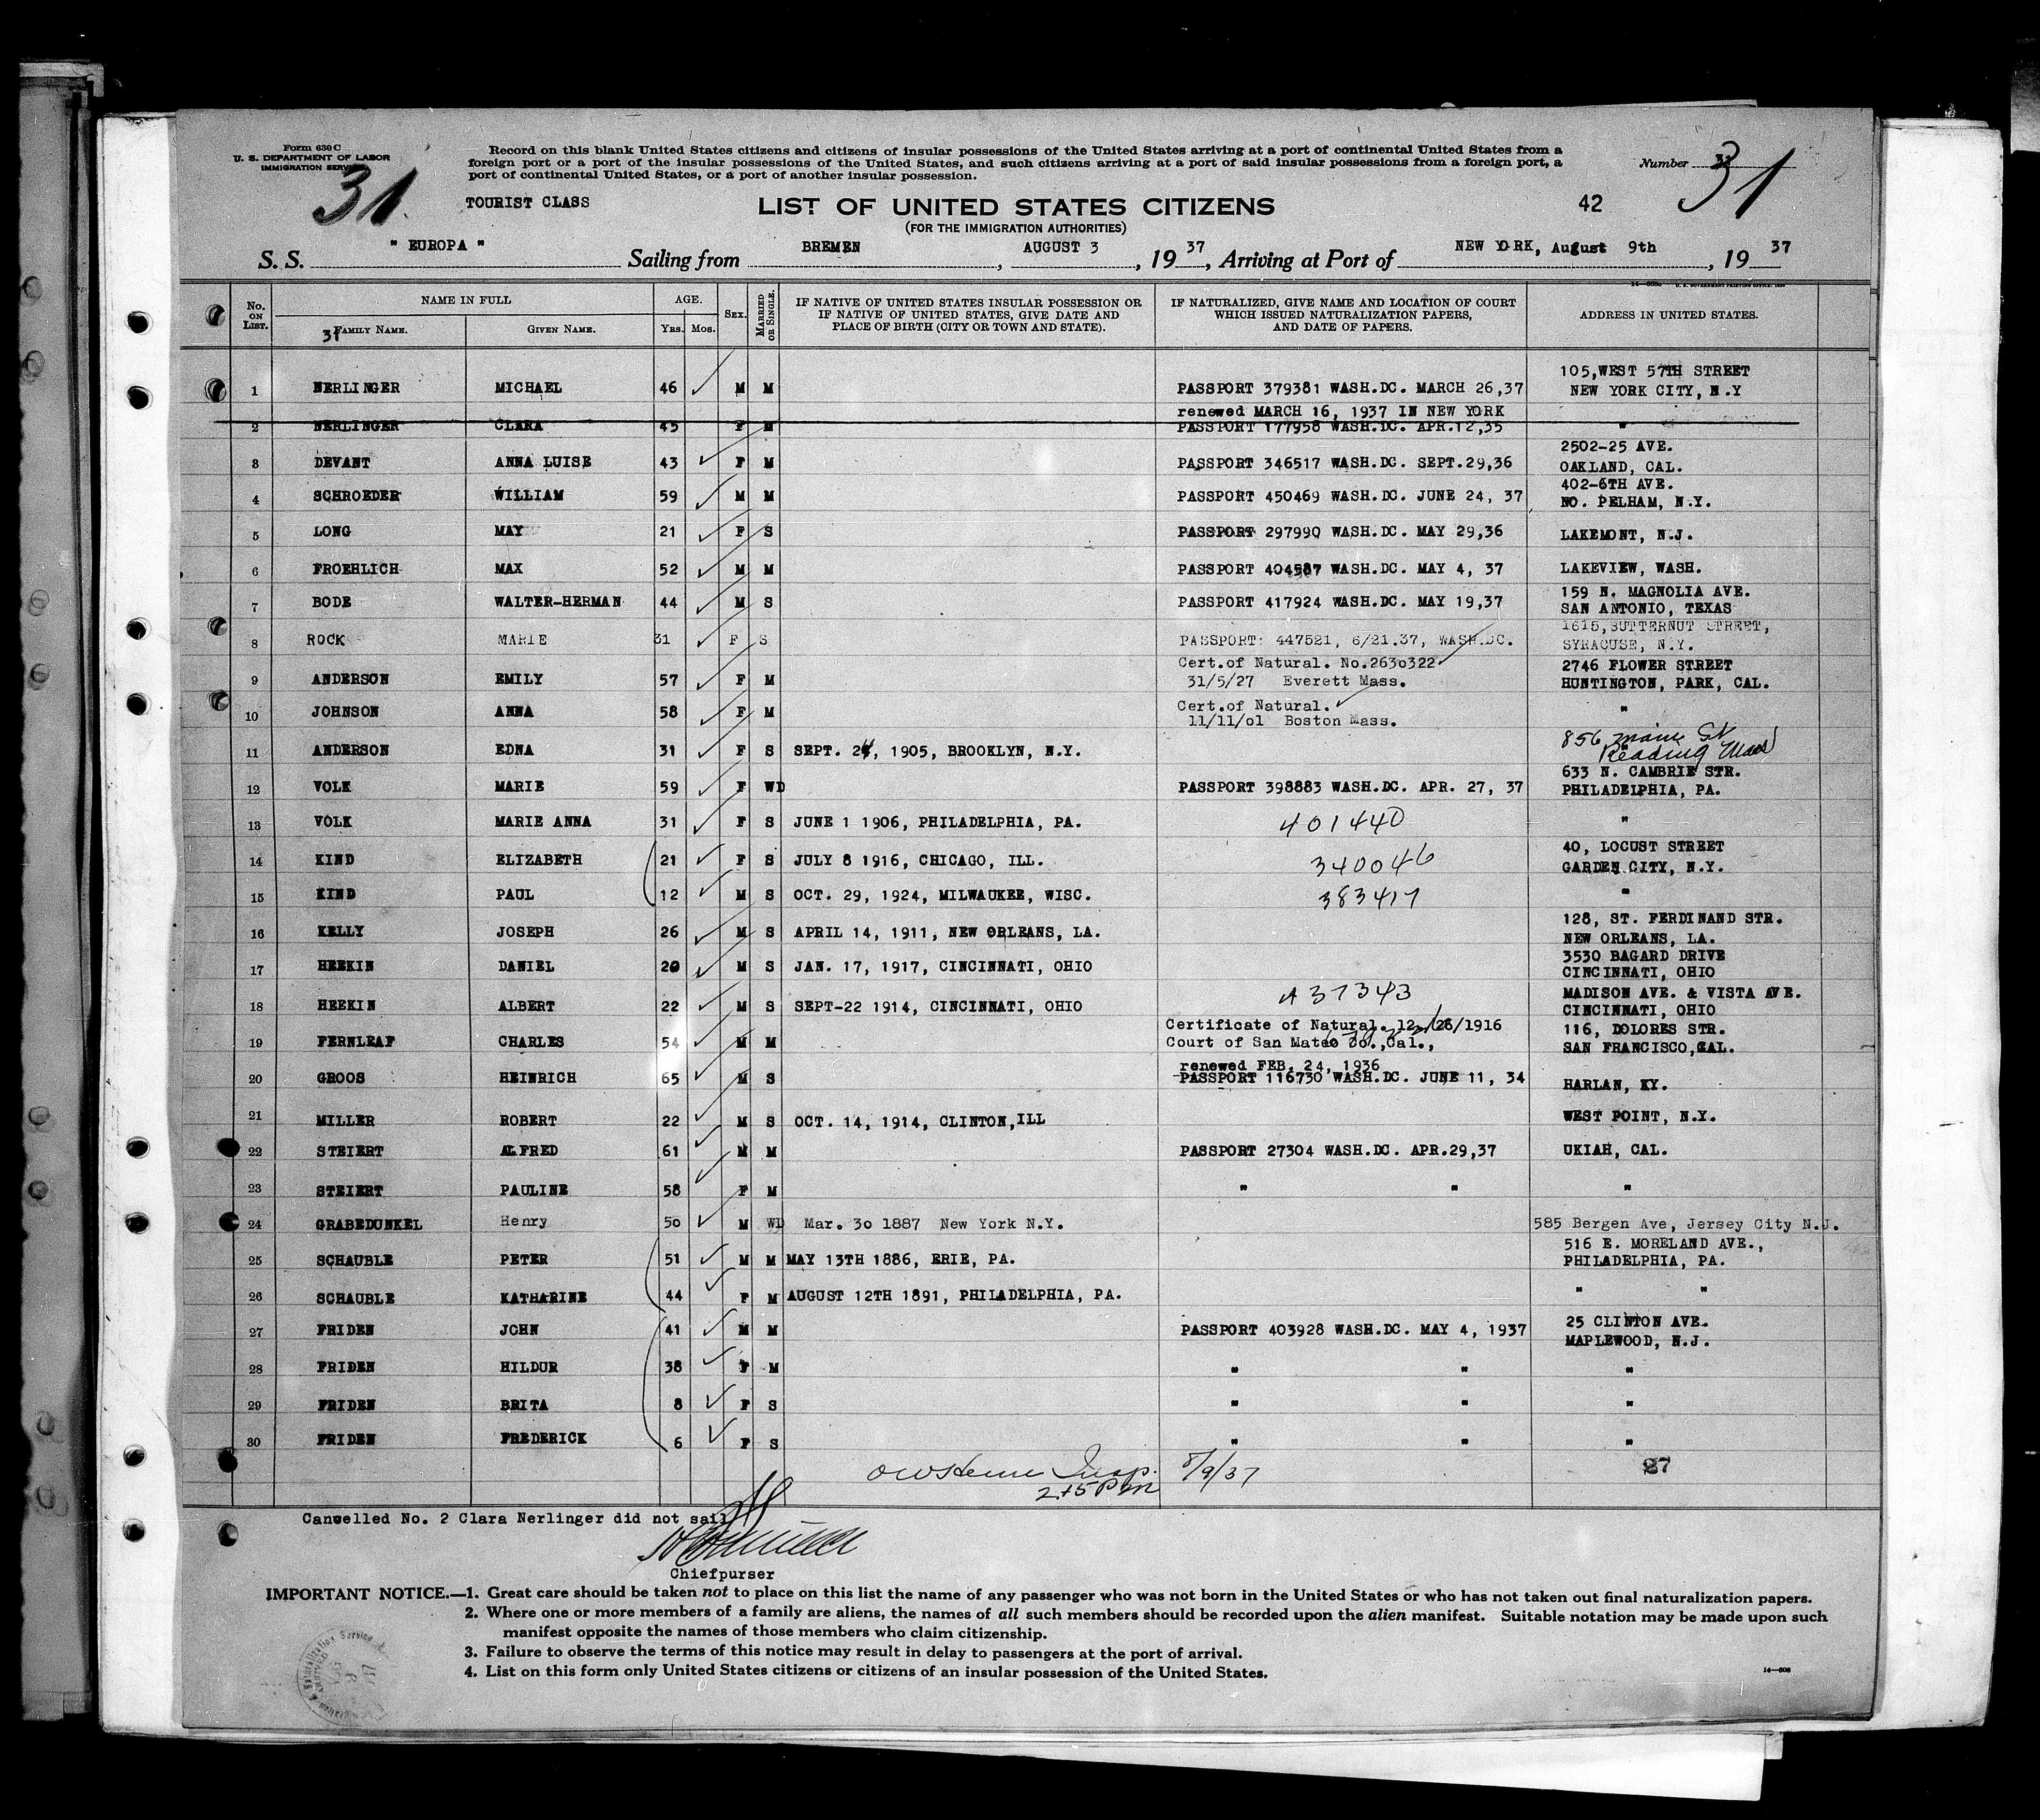 Form 630 C
U. S. DEPARTMENT OF LABOR
IMMIGRATION SERVICE
31
Record on this blank United States citizens and citizens of insular possessions of the United States arriving at a port of continental United States from a
foreign port or a port of the insular possessions of the United States, and such citizens arriving at a port of said insular possessions from a foreign port, a
port of continental United States, or a port of another insular possession.
Number 31
TOURIST CLASS
LIST OF UNITED STATES CITIZENS
42
(FOR THE IMMIGRATION AUTHORITIES)
S. S. " EUROPA " Sailing from BREMEN, AUGUST 3, 1937, Arriving at Port of NEW YORK, August 9th, 1937
No. ON LIST. NAME IN FULL AGE. SEX. MARRIED OR SINGLE. IF NATIVE OF UNITED STATES INSULAR POSSESSION OR IF NATIVE OF UNITED STATES, GIVE DATE AND PLACE OF BIRTH (CITY OR TOWN AND STATE). IF NATURALIZED, GIVE NAME AND LOCATION OF COURT WHICH ISSUED NATURALIZATION PAPERS, AND DATE OF PAPERS. ADDRESS IN UNITED STATES.
31 FAMILY NAME. GIVEN NAME. Yrs. Mos.
1 NERLINGER MICHAEL 46 M M PASSPORT 379381 WASH.DC. MARCH 26,37 105,WEST 57TH STREET NEW YORK CITY, N.Y
renewed MARCH 16, 1937 IN NEW YORK
2 NERLINGER CLARA 45 F M PASSPORT 177958 WASH.DC. APR.12,35 "
3 DEVANT ANNA LUISE 43 F M PASSPORT 346517 WASH.DC. SEPT.29,36 2502-25 AVE. OAKLAND, CAL.
4 SCHROEDER WILLIAM 59 M M PASSPORT 450469 WASH.DC. JUNE 24, 37 402-6TH AVE. NO. PELHAM, N.Y.
5 LONG MAY 21 F S PASSPORT 297990 WASH.DC. MAY 29,36 LAKEMONT, N.J.
6 FROEHLICH MAX 52 M M PASSPORT 404587 WASH.DC. MAY 4, 37 LAKEVIEW, WASH.
7 BODE WALTER-HERMAN 44 M S PASSPORT 417924 WASH.DC. MAY 19,37 159 N. MAGNOLIA AVE. SAN ANTONIO, TEXAS
8 ROCK MARIE 31 F S PASSPORT: 447521, 6/21.37, WASH.DC. 1615,BUTTERNUT STREET, SYRACUSE, N.Y.
9 ANDERSON EMILY 57 F M Cert.of Natural. No.2630322 31/5/27 Everett Mass. 2746 FLOWER STREET HUNTINGTON, PARK, CAL.
10 JOHNSON ANNA 58 F M Cert.of Natural. 11/11/01 Boston Mass. "
11 ANDERSON EDNA 31 F S SEPT. 24, 1905, BROOKLYN, N.Y. 856 main St Reading Mass
12 VOLK MARIE 59 F WD PASSPORT 398883 WASH.DC. APR. 27, 37 633 N. CAMBRIE STR. PHILADELPHIA, PA.
13 VOLK MARIE ANNA 31 F S JUNE 1 1906, PHILADELPHIA, PA. 401440 "
14 KIND ELIZABETH 21 F S JULY 8 1916, CHICAGO, ILL. 340046 40, LOCUST STREET GARDEN CITY, N.Y.
15 KIND PAUL 12 M S OCT. 29, 1924, MILWAUKEE, WISC. 383417 "
16 KELLY JOSEPH 26 M S APRIL 14, 1911, NEW ORLEANS, LA. 128, ST. FERDINAND STR. NEW ORLEANS, LA.
17 HEEKIN DANIEL 20 M S JAN. 17, 1917, CINCINNATI, OHIO 3530 BAGARD DRIVE CINCINNATI, OHIO
18 HEEKIN ALBERT 22 M S SEPT-22 1914, CINCINNATI, OHIO A 37343 MADISON AVE. & VISTA AVE. CINCINNATI, OHIO
19 FERNLEAF CHARLES 54 M M Certificate of Natural. 12/26/1916 Court of San Mateo Co.,Cal., 116, DOLORES STR. SAN FRANCISCO,CAL.
renewed FEB. 24, 1936
20 GROOS HEINRICH 65 M S PASSPORT 116730 WASH.DC. JUNE 11, 34 HARLAN, KY.
21 MILLER ROBERT 22 M S OCT. 14, 1914, CLINTON,ILL WEST POINT, N.Y.
22 STEIERT ALFRED 61 M M PASSPORT 27304 WASH.DC. APR.29,37 UKIAH, CAL.
23 STEIERT PAULINE 58 F M " " "
24 GRABEDUNKEL Henry 50 M WD Mar. 30 1887 New York N.Y. 585 Bergen Ave, Jersey City N.J.
25 SCHAUBLE PETER 51 M M MAY 13TH 1886, ERIE, PA. 516 E. MORELAND AVE., PHILADELPHIA, PA.
26 SCHAUBLE KATHARINE 44 F M AUGUST 12TH 1891, PHILADELPHIA, PA. " "
27 FRIDEN JOHN 41 M M PASSPORT 403928 WASH.DC. MAY 4, 1937 25 CLINTON AVE. MAPLEWOOD, N.J.
28 FRIDEN HILDUR 38 F M " " "
29 FRIDEN BRITA 8 F S " " "
30 FRIDEN FREDERICK 6 F S " " "
Insp. 8/9/37 27
2.45 PM
Canvelled No. 2 Clara Nerlinger did not sail
Chiefpurser
IMPORTANT NOTICE.—1. Great care should be taken not to place on this list the name of any passenger who was not born in the United States or who has not taken out final naturalization papers.
2. Where one or more members of a family are aliens, the names of all such members should be recorded upon the alien manifest. Suitable notation may be made upon such
manifest opposite the names of those members who claim citizenship.
3. Failure to observe the terms of this notice may result in delay to passengers at the port of arrival.
4. List on this form only United States citizens or citizens of an insular possession of the United States.